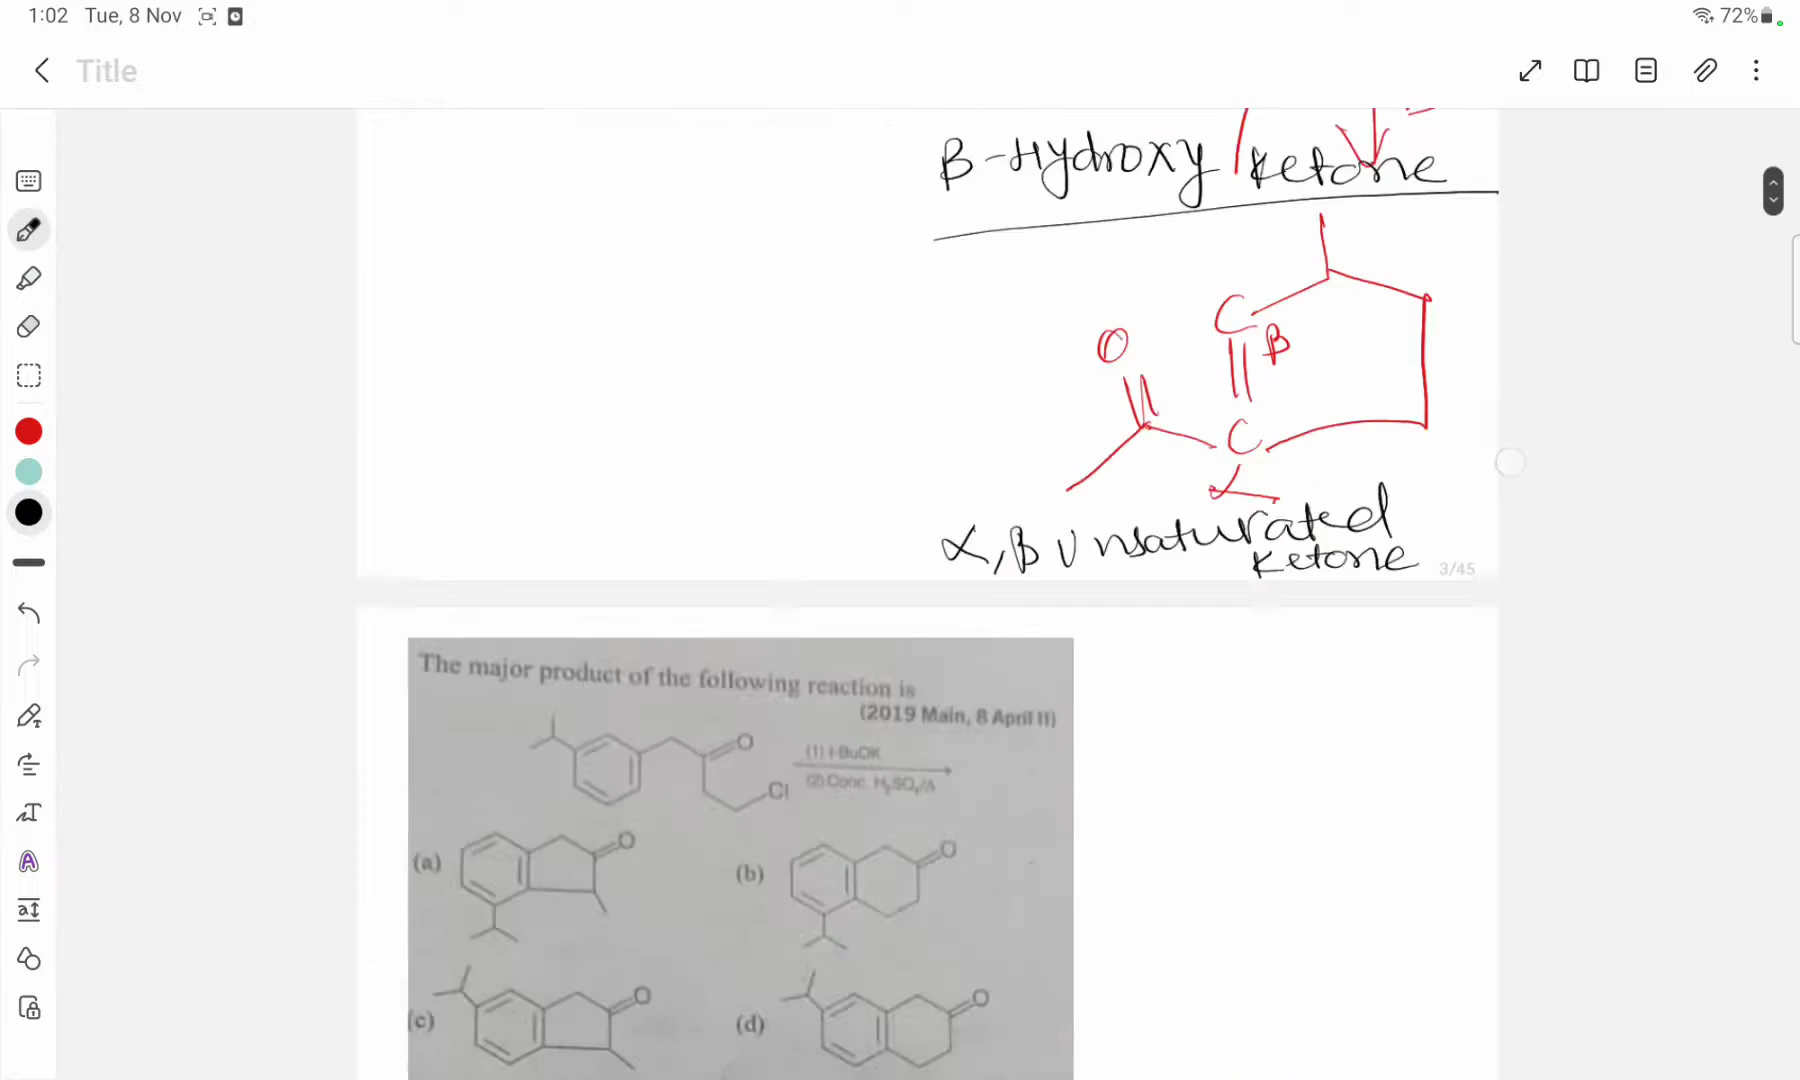 1:02 Tue, 8 Nov
72%
Title
β-Hydroxy ketone
C
β
O
C
α
α,β Unsaturated
ketone
3/45
The major product of the following reaction is
(2019 Main, 8 April II)
O
(1) t-BuOK
Cl
(2) Conc. H₂SO₄/Δ
(a)
O
(b)
O
(c)
O
(d)
O